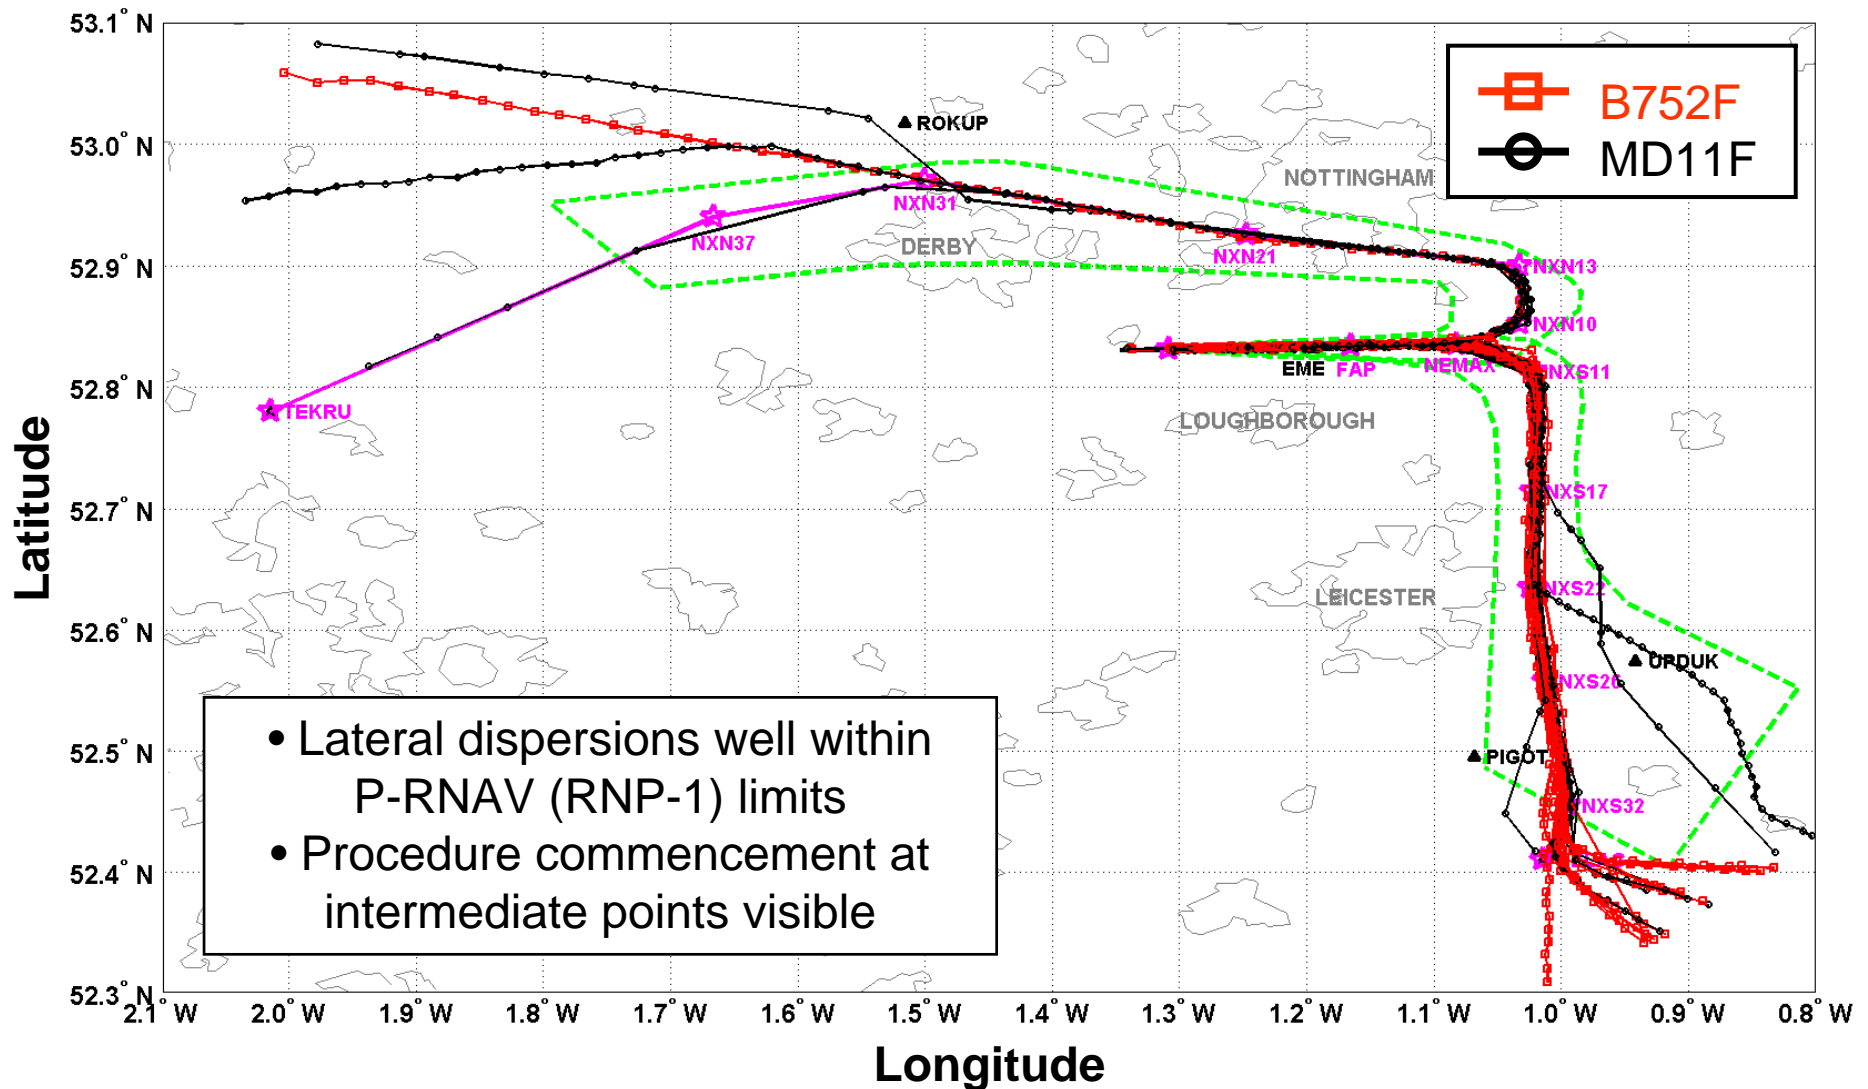 53.1° N
53.0° N
52.9° N
52.8° N
52.7° N
52.6° N
52.5° N
52.4° N
52.3° N
Latitude
2.1° W
2.0° W
1.9° W
1.8° W
1.7° W
1.6° W
1.5° W
1.4° W
1.3° W
1.2° W
1.1° W
1.0° W
0.9° W
0.8° W
Longitude
B752F
MD11F
ROKUP
NOTTINGHAM
NXN31
NXN37
DERBY
NXN21
NXN13
NXN10
EME
FAP
NEMAX
NXS11
TEKRU
LOUGHBOROUGH
NXS17
NXS22
LEICESTER
UPDUK
NXS26
PIGOT
NXS32
• Lateral dispersions well within
P-RNAV (RNP-1) limits
• Procedure commencement at
intermediate points visible